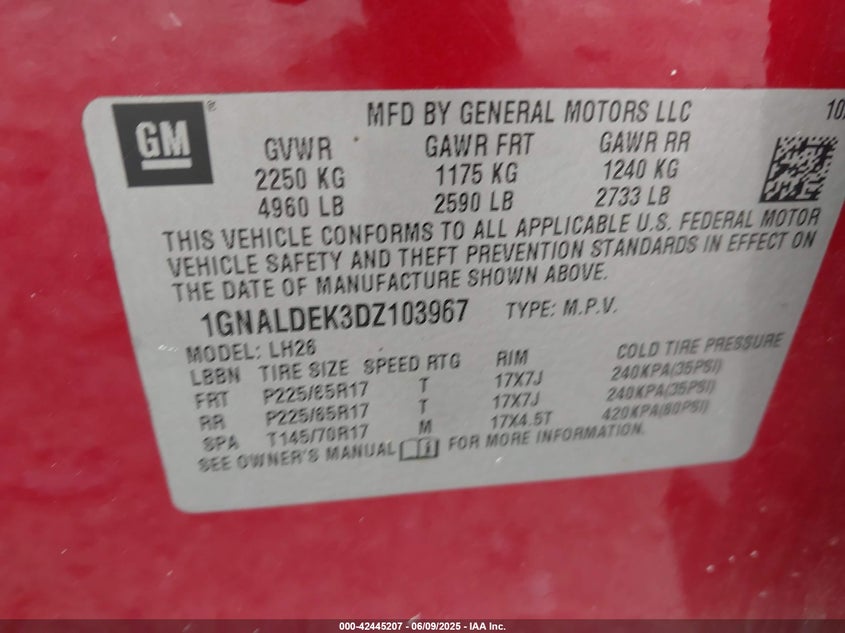 GM®
MFD BY GENERAL MOTORS LLC
GVWR GAWR FRT GAWR RR
2250 KG 1175 KG 1240 KG
4960 LB 2590 LB 2733 LB
THIS VEHICLE CONFORMS TO ALL APPLICABLE U.S. FEDERAL MOTOR
VEHICLE SAFETY AND THEFT PREVENTION STANDARDS IN EFFECT ON
THE DATE OF MANUFACTURE SHOWN ABOVE.
1GNALDEK3DZ103967 TYPE: M.P.V.
MODEL: LH26
LBBN TIRE SIZE SPEED RTG RIM COLD TIRE PRESSURE
FRT P225/65R17 T 17X7J 240KPA(35PSI)
RR P225/65R17 T 17X7J 240KPA(35PSI)
SPA T145/70R17 M 17X4.5T 420KPA(60PSI)
SEE OWNER'S MANUAL FOR MORE INFORMATION.
000-42445207 | 06/09/2025 - IAA Inc.